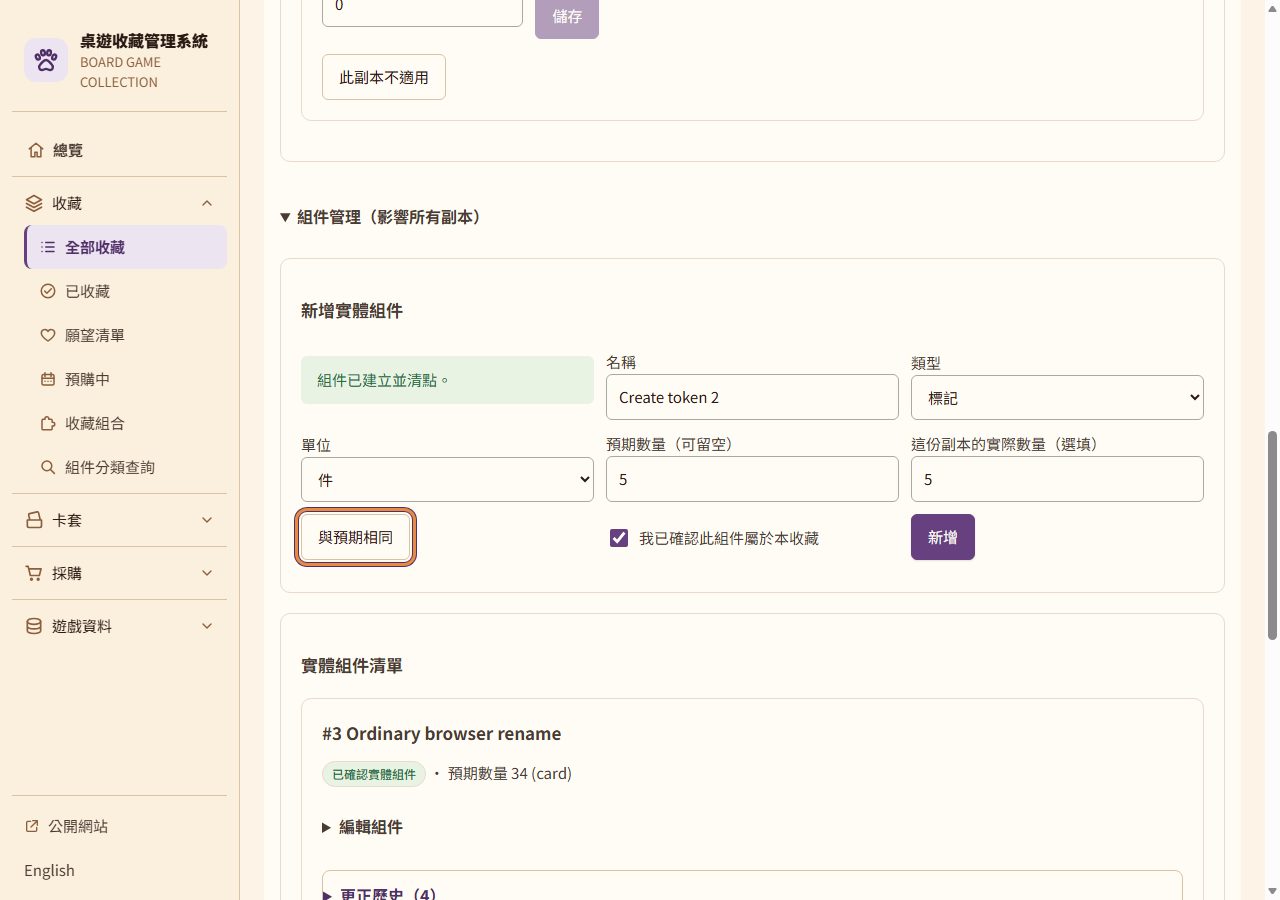 桌遊收藏管理系統
BOARD GAME
COLLECTION
總覽
收藏
全部收藏
已收藏
願望清單
預購中
收藏組合
組件分類查詢
卡套
採購
遊戲資料
公開網站
English
0
儲存
此副本不適用
組件管理（影響所有副本）
新增實體組件
組件已建立並清點。
名稱
Create token 2
類型
標記
單位
件
預期數量（可留空）
5
這份副本的實際數量（選填）
5
與預期相同
我已確認此組件屬於本收藏
新增
實體組件清單
#3 Ordinary browser rename
已確認實體組件 · 預期數量 34 (card)
編輯組件
更正歷史（4）